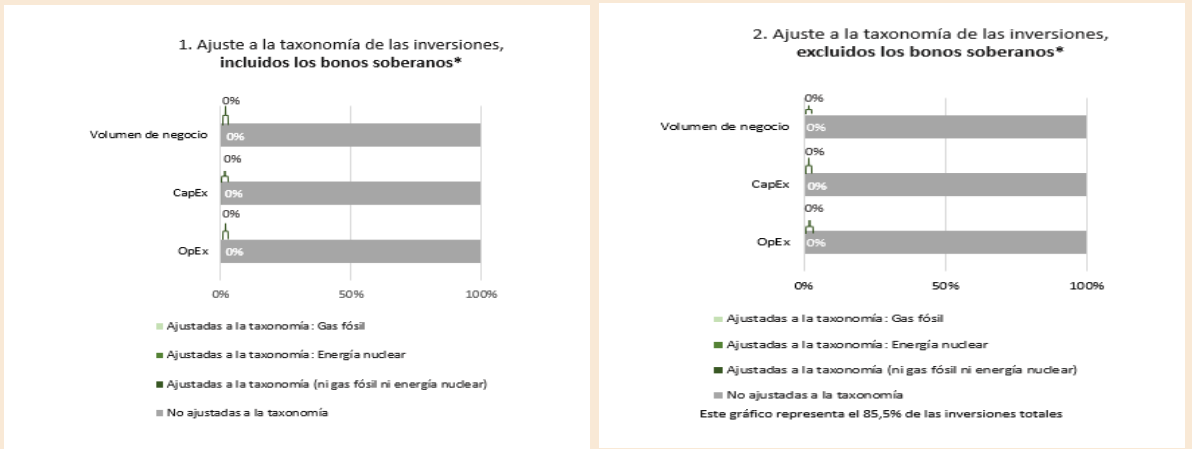 1. Ajuste a la taxonomía de las inversiones,
incluidos los bonos soberanos*
0%
Volumen de negocio
0%
0%
CapEx
0%
0%
OpEx
0%
0%
50%
100%
Ajustadas a la taxonomía: Gas fósil
Ajustadas a la taxonomía: Energía nuclear
Ajustadas a la taxonomía (ni gas fósil ni energía nuclear)
No ajustadas a la taxonomía
2. Ajuste a la taxonomía de las inversiones,
excluidos los bonos soberanos*
0%
Volumen de negocio
0%
0%
CapEx
0%
0%
OpEx
0%
0%
50%
100%
Ajustadas a la taxonomía: Gas fósil
Ajustadas a la taxonomía: Energía nuclear
Ajustadas a la taxonomía (ni gas fósil ni energía nuclear)
No ajustadas a la taxonomía
Este gráfico representa el 85,5% de las inversiones totales